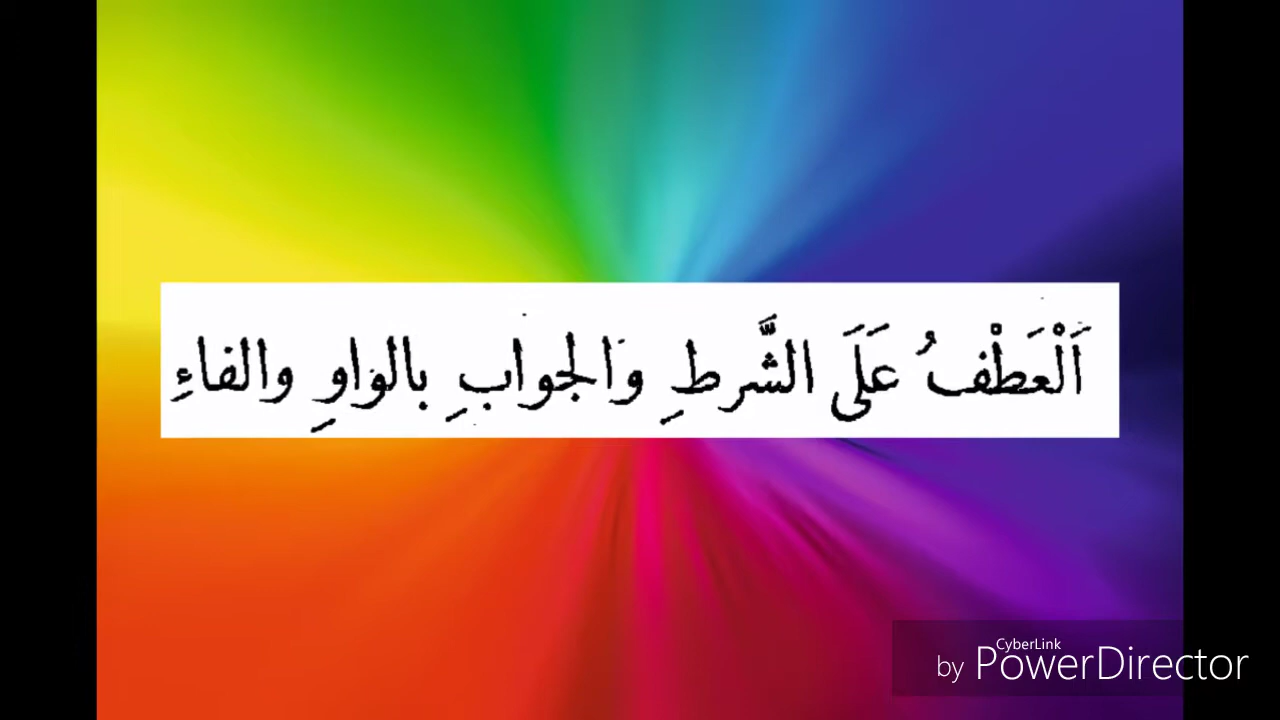 اَلْعَطْفُ عَلَى الشَّرطِ وَالجوابِ بالواوِ والفاءِ
CyberLink
by PowerDirector